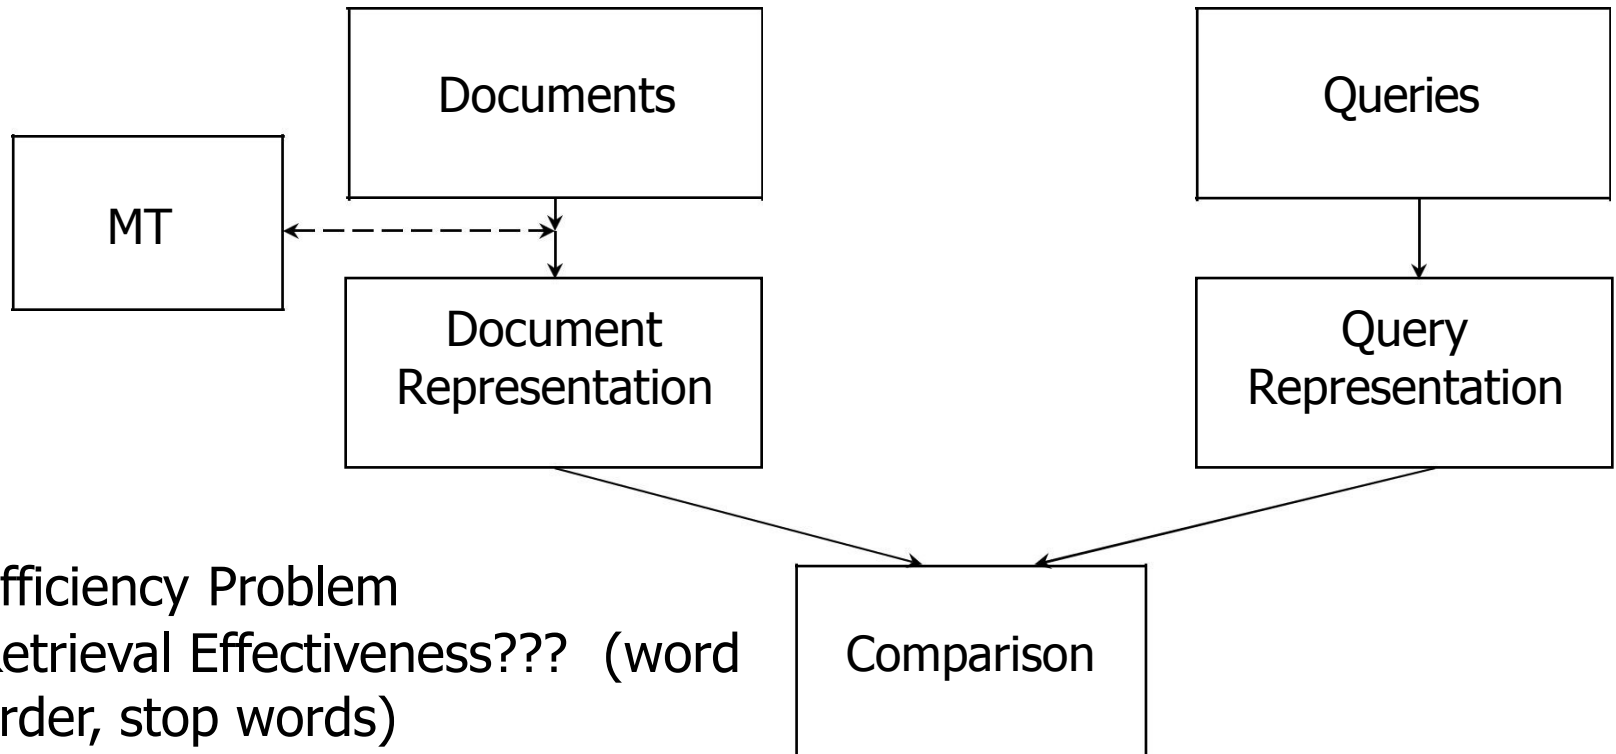 Documents
Queries
MT
Document
Representation
Query
Representation
fficiency Problem
etrieval Effectiveness??? (word
rder, stop words)
Comparison